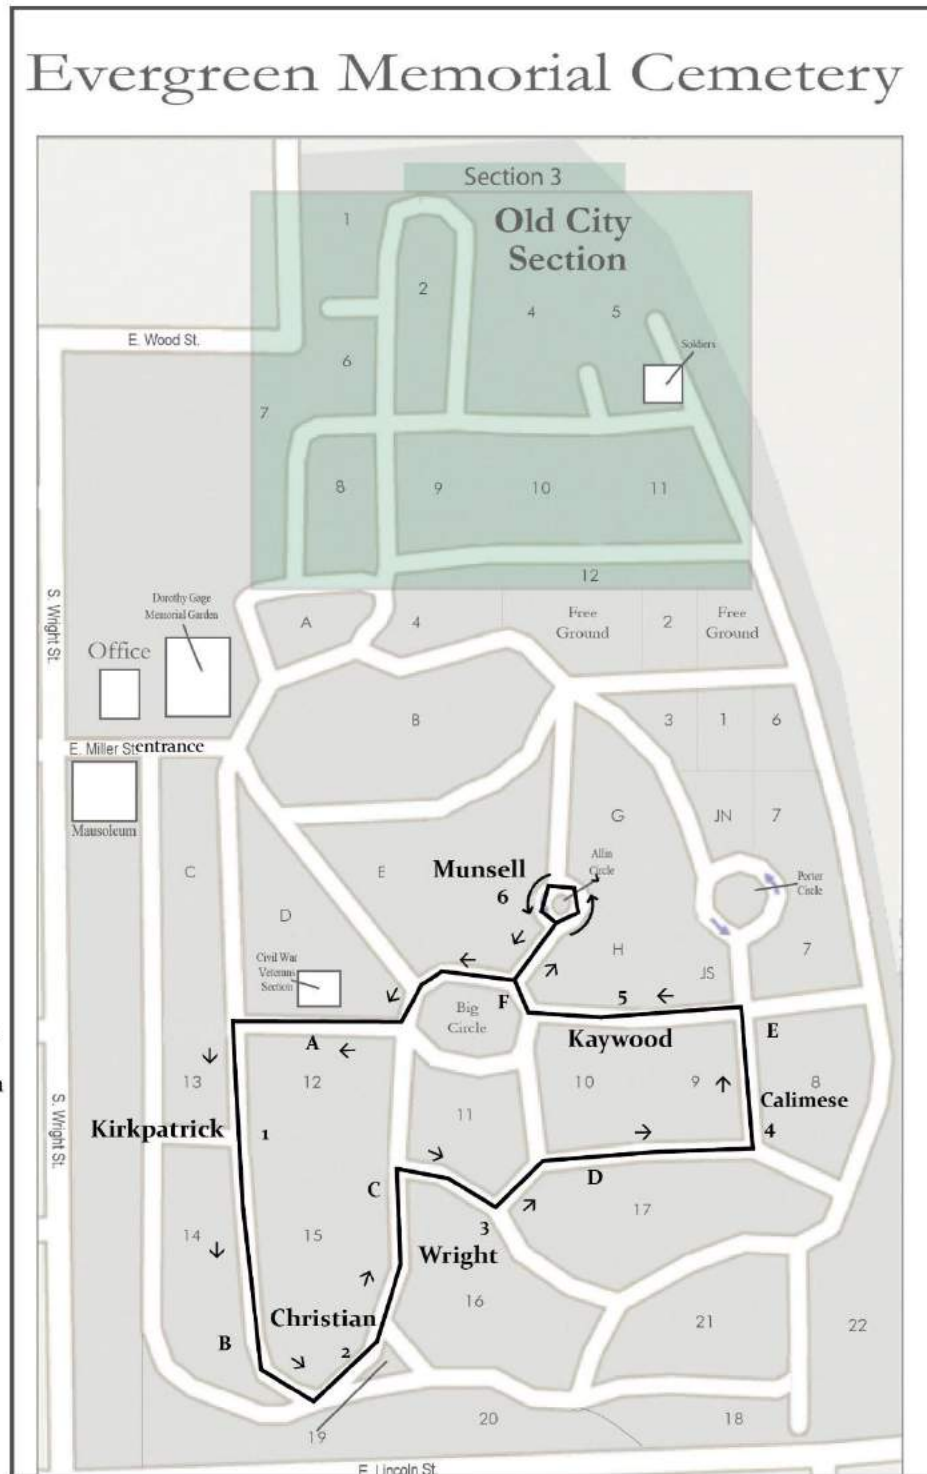 Evergreen Memorial Cemetery
Section 3
Old City
Section
1
2
4
5
E. Wood St.
Soldiers
6
7
8
9
10
11
12
S. Wright St.
Dorothy Gage
Memorial Garden
Office
A
4
Free
Ground
2
Free
Ground
E. Miller St.
entrance
B
3
1
6
Mausoleum
C
G
JN
7
Munsell
E
Allin
Circle
Porter
Circle
6
D
H
7
Civil War
Veterans
Section
JS
Big
Circle
F
5
A
Kaywood
E
13
12
10
9
8
Calimese
S. Wright St.
Kirkpatrick
1
11
4
C
D
14
15
3
17
Wright
16
Christian
B
2
21
22
19
20
18
E. Lincoln St.